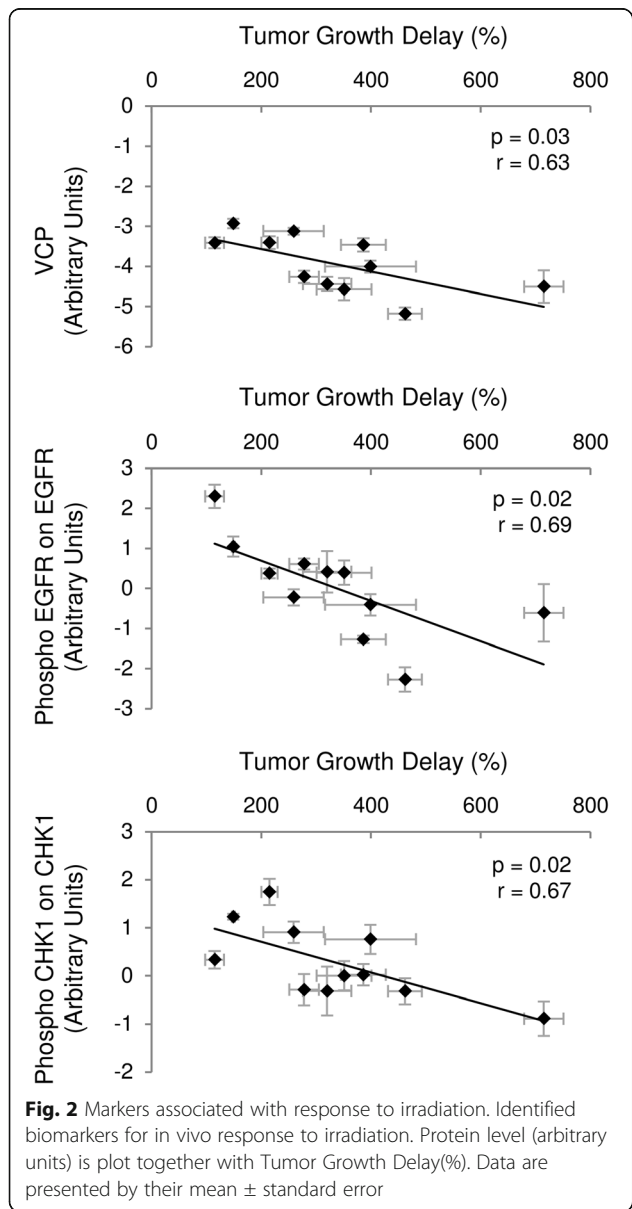 Tumor Growth Delay (%)
0 200 400 600 800
0
-1
-2
-3
-4
-5
-6
VCP
(Arbitrary Units)
p = 0.03
r = 0.63
Tumor Growth Delay (%)
0 200 400 600 800
3
2
1
0
-1
-2
-3
Phospho EGFR on EGFR
(Arbitrary Units)
p = 0.02
r = 0.69
Tumor Growth Delay (%)
0 200 400 600 800
3
2
1
0
-1
-2
Phospho CHK1 on CHK1
(Arbitrary Units)
p = 0.02
r = 0.67
Fig. 2 Markers associated with response to irradiation. Identified
biomarkers for in vivo response to irradiation. Protein level (arbitrary
units) is plot together with Tumor Growth Delay(%). Data are
presented by their mean ± standard error